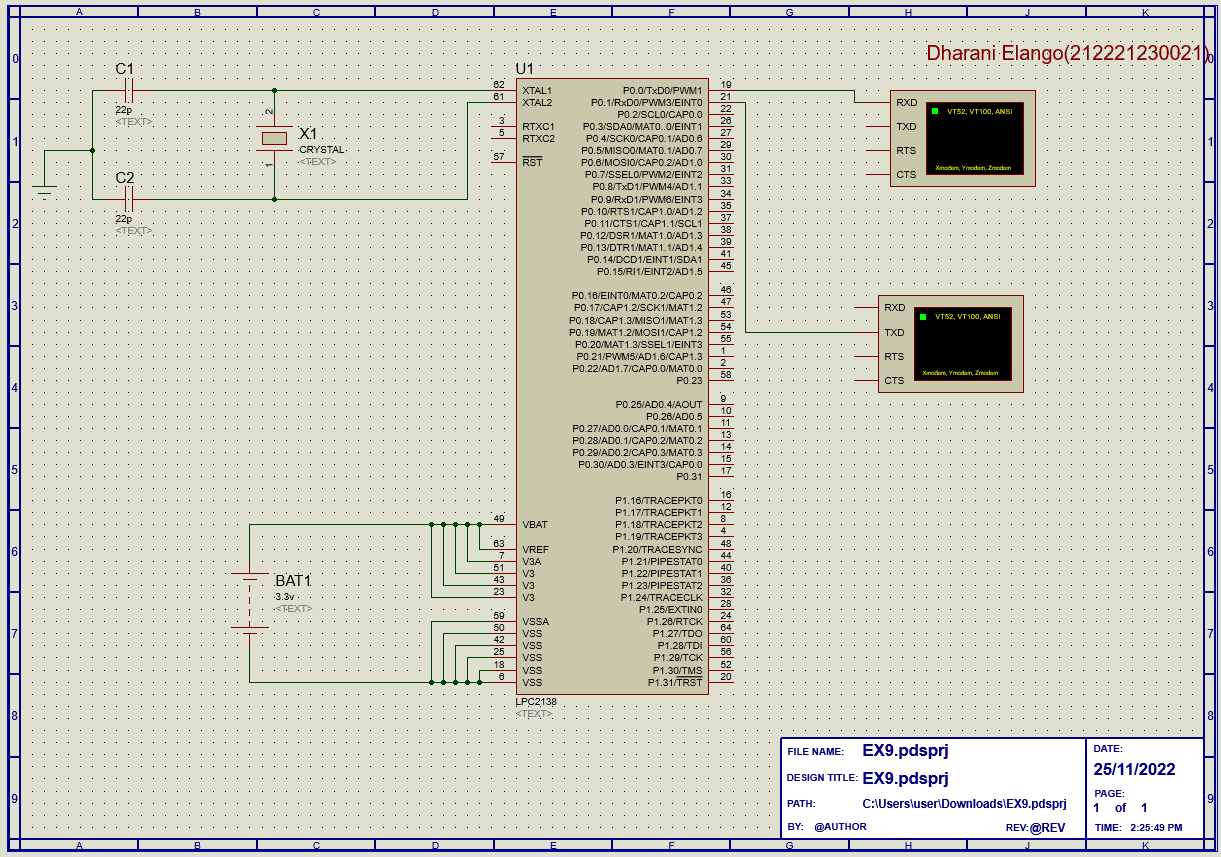 A B C D E F G H J K
Dharani Elango(212221230021)
0 0
1 1
2 2
3 3
4 4
5 5
6 6
7 7
8 8
9 9
C1
22p
<TEXT>
2
X1
CRYSTAL
<TEXT>
1
C2
22p
<TEXT>
BAT1
3.3v
<TEXT>
U1
62 XTAL1
61 XTAL2
3 RTXC1
5 RTXC2
57 RST
49 VBAT
63 VREF
7 V3A
51 V3
43 V3
23 V3
59 VSSA
50 VSS
42 VSS
25 VSS
18 VSS
6 VSS
P0.0/TxD0/PWM1 19
P0.1/RxD0/PWM3/EINT0 21
P0.2/SCL0/CAP0.0 22
P0.3/SDA0/MAT0..0/EINT1 26
P0.4/SCK0/CAP0.1/AD0.6 27
P0.5/MISO0/MAT0.1/AD0.7 29
P0.6/MOSI0/CAP0.2/AD1.0 30
P0.7/SSEL0/PWM2/EINT2 31
P0.8/TxD1/PWM4/AD1.1 33
P0.9/RxD1/PWM6/EINT3 34
P0.10/RTS1/CAP1.0/AD1.2 35
P0.11/CTS1/CAP1.1/SCL1 37
P0.12/DSR1/MAT1.0/AD1.3 38
P0.13/DTR1/MAT1.1/AD1.4 39
P0.14/DCD1/EINT1/SDA1 41
P0.15/RI1/EINT2/AD1.5 45
P0.16/EINT0/MAT0.2/CAP0.2 46
P0.17/CAP1.2/SCK1/MAT1.2 47
P0.18/CAP1.3/MISO1/MAT1.3 53
P0.19/MAT1.2/MOSI1/CAP1.2 54
P0.20/MAT1.3/SSEL1/EINT3 55
P0.21/PWM5/AD1.6/CAP1.3 1
P0.22/AD1.7/CAP0.0/MAT0.0 2
P0.23 58
P0.25/AD0.4/AOUT 9
P0.26/AD0.5 10
P0.27/AD0.0/CAP0.1/MAT0.1 11
P0.28/AD0.1/CAP0.2/MAT0.2 13
P0.29/AD0.2/CAP0.3/MAT0.3 14
P0.30/AD0.3/EINT3/CAP0.0 15
P0.31 17
P1.16/TRACEPKT0 16
P1.17/TRACEPKT1 12
P1.18/TRACEPKT2 8
P1.19/TRACEPKT3 4
P1.20/TRACESYNC 48
P1.21/PIPESTAT0 44
P1.22/PIPESTAT1 40
P1.23/PIPESTAT2 36
P1.24/TRACECLK 32
P1.25/EXTIN0 28
P1.26/RTCK 24
P1.27/TDO 64
P1.28/TDI 60
P1.29/TCK 56
P1.30/TMS 52
P1.31/TRST 20
LPC2138
<TEXT>
RXD
TXD
RTS
CTS
VT52, VT100, ANSI
Xmodem, Ymodem, Zmodem
RXD
TXD
RTS
CTS
VT52, VT100, ANSI
Xmodem, Ymodem, Zmodem
FILE NAME: EX9.pdsprj
DESIGN TITLE: EX9.pdsprj
PATH: C:\Users\user\Downloads\EX9.pdsprj
BY: @AUTHOR REV:@REV
DATE:
25/11/2022
PAGE:
1 of 1
TIME: 2:25:49 PM
A B C D E F G H J K